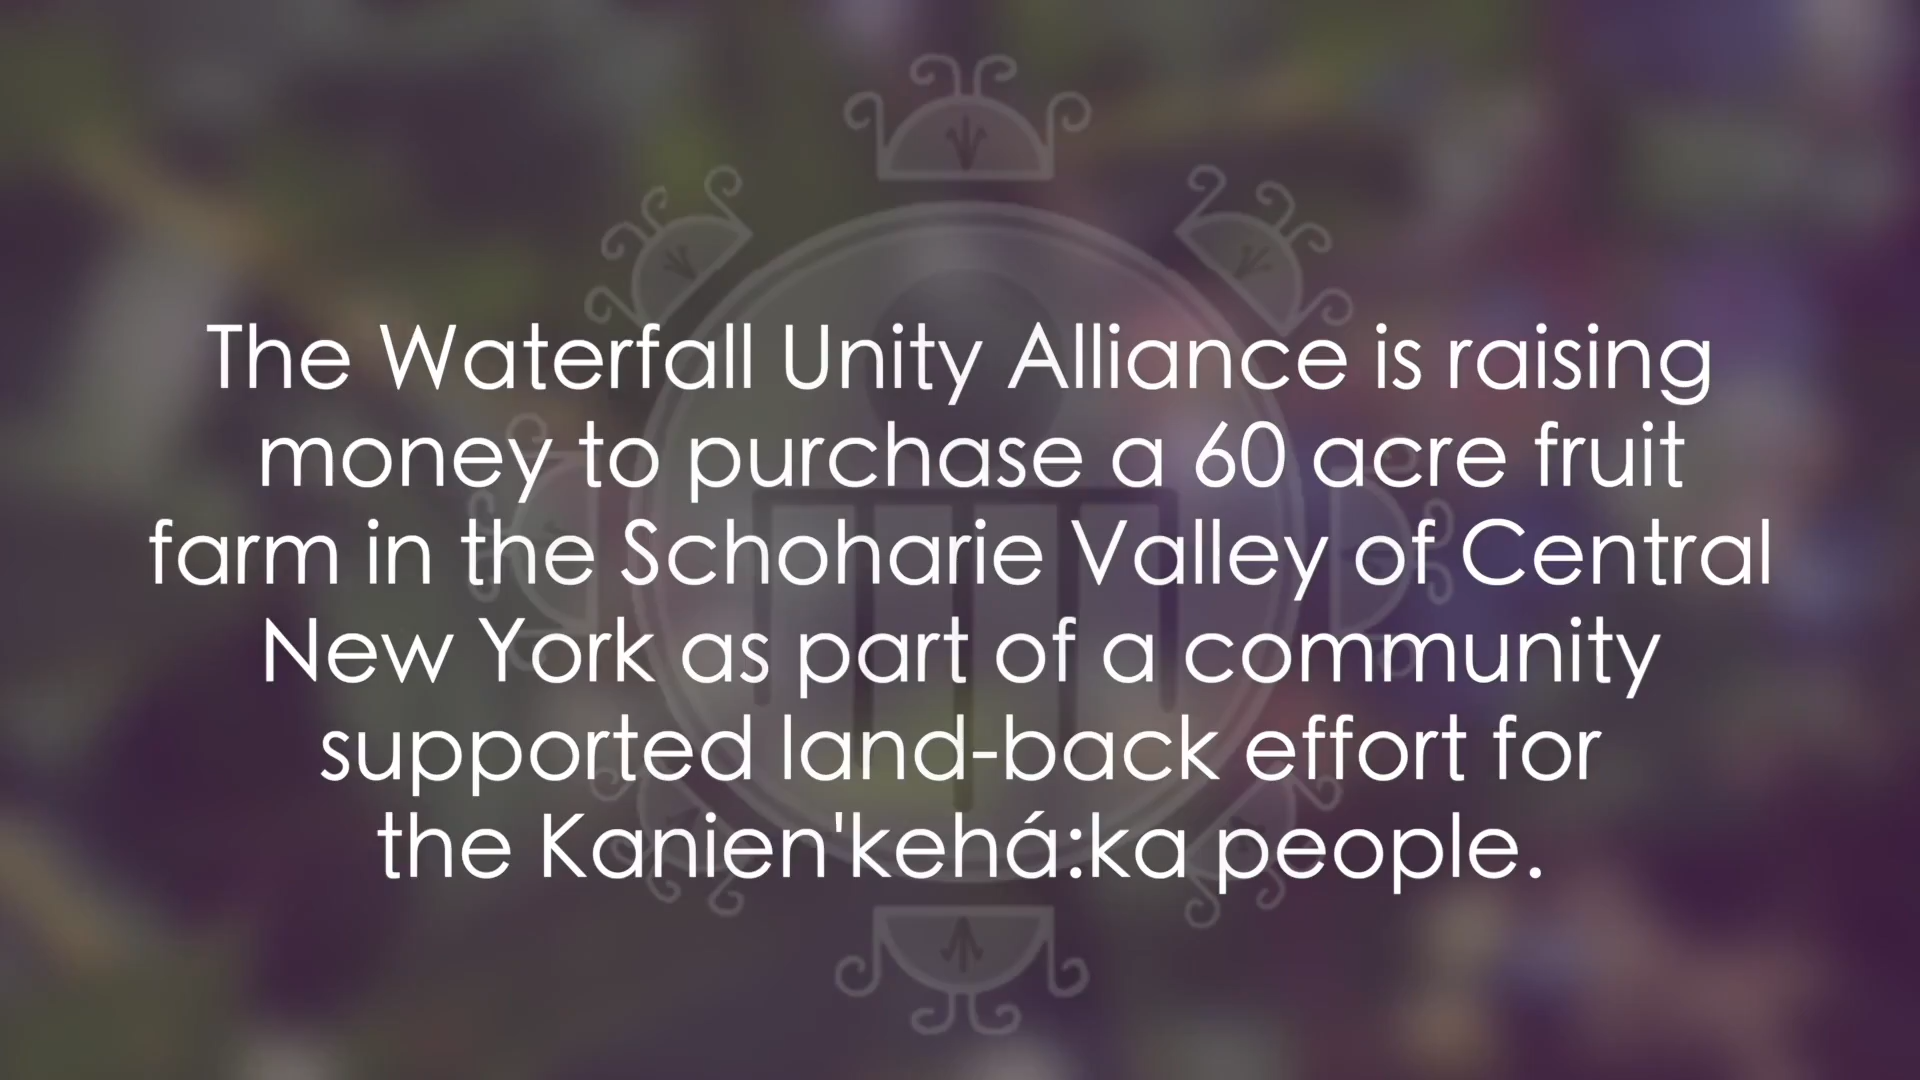 The Waterfall Unity Alliance is raising
money to purchase a 60 acre fruit
farm in the Schoharie Valley of Central
New York as part of a community
supported land-back effort for
the Kanien'kehá:ka people.